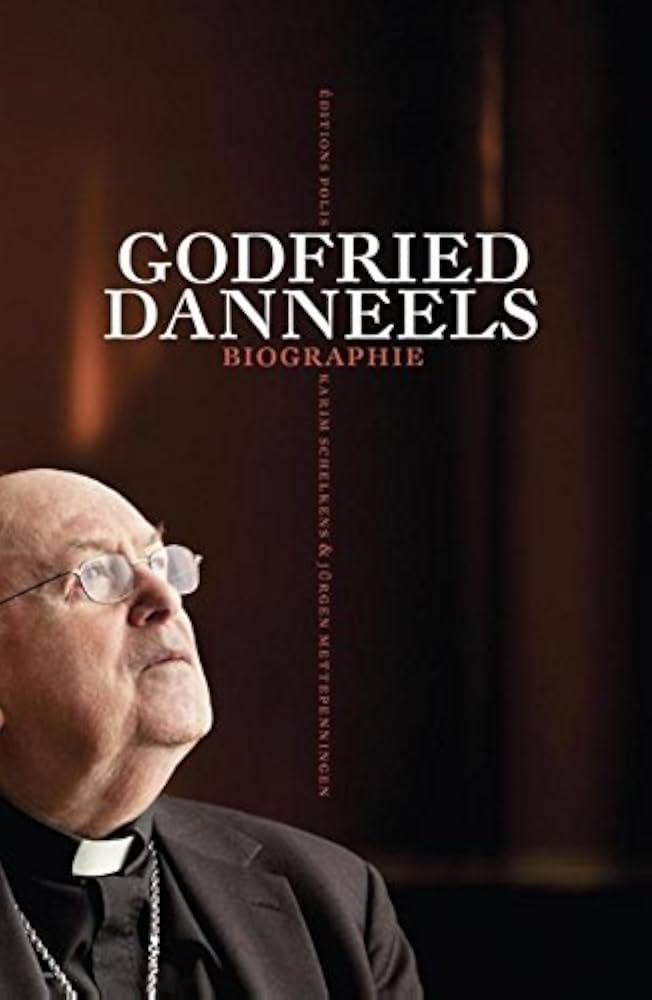 ÉDITIONS POLIS
GODFRIED
DANNEELS
BIOGRAPHIE
KARIM SCHELKENS & JÜRGEN METTEPENNINGEN